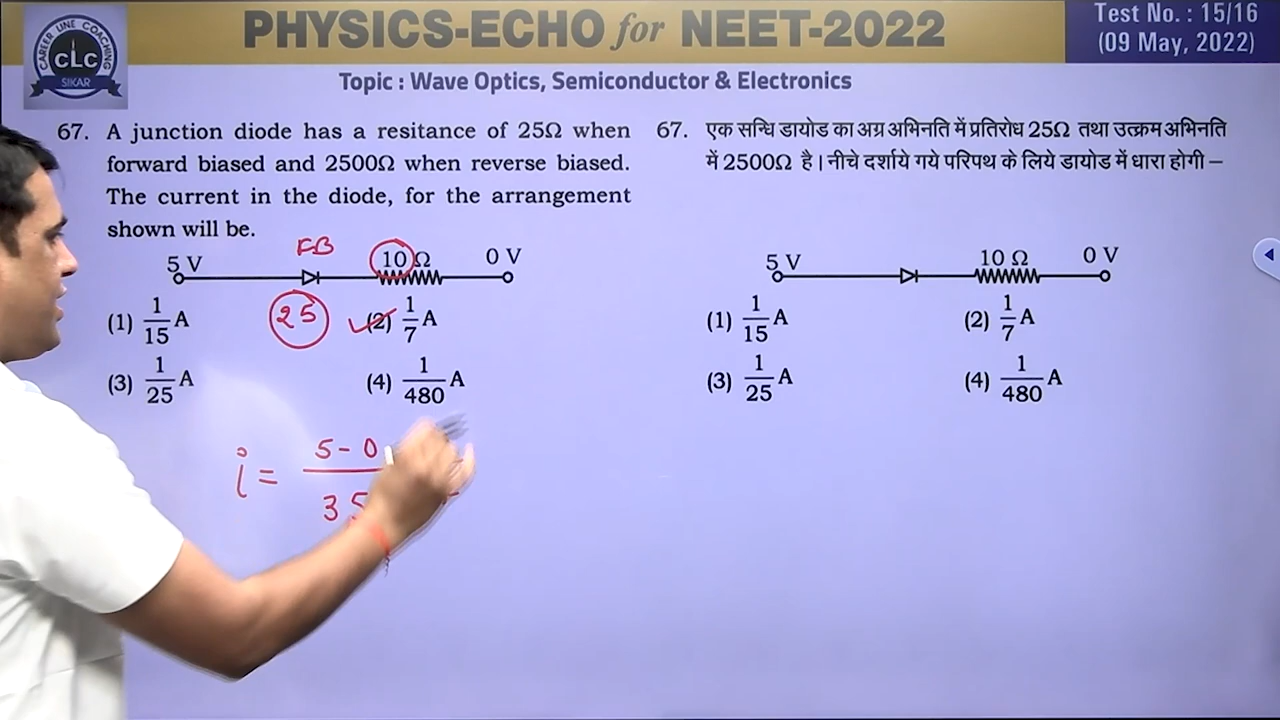 CAREER LINE COACHING
CLC
SIKAR
PHYSICS-ECHO for NEET-2022
Test No. : 15/16
(09 May, 2022)
Topic : Wave Optics, Semiconductor & Electronics
67. A junction diode has a resitance of 25Ω when
forward biased and 2500Ω when reverse biased.
The current in the diode, for the arrangement
shown will be.
FB
5 V 10 Ω 0 V
25
(1) 1/15 A (2) 1/7 A
(3) 1/25 A (4) 1/480 A
i = 5-0
35
67. एक सन्धि डायोड का अग्र अभिनति में प्रतिरोध 25Ω तथा उत्क्रम अभिनति
में 2500Ω है। नीचे दर्शाये गये परिपथ के लिये डायोड में धारा होगी –
5 V 10 Ω 0 V
(1) 1/15 A (2) 1/7 A
(3) 1/25 A (4) 1/480 A